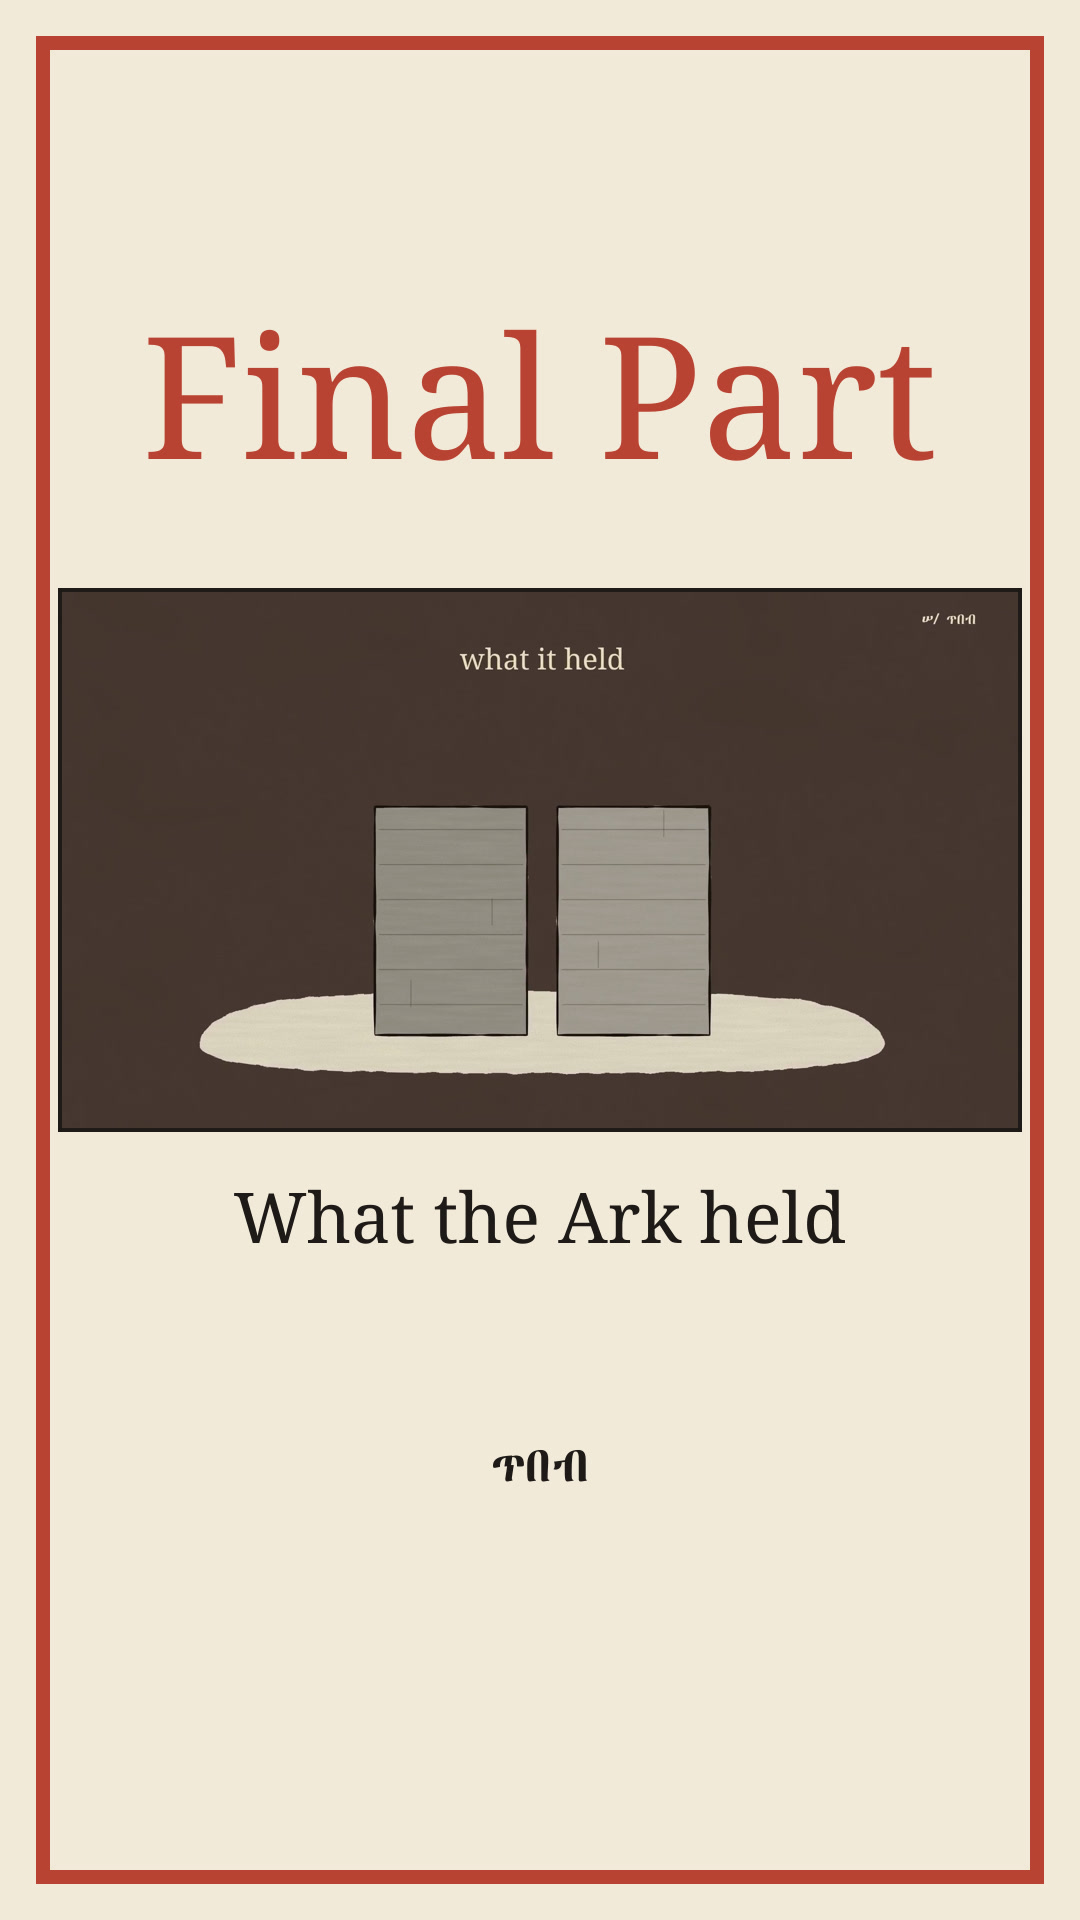 Final Part
ሠ/ ጥበብ
what it held
What the Ark held
ጥበብ